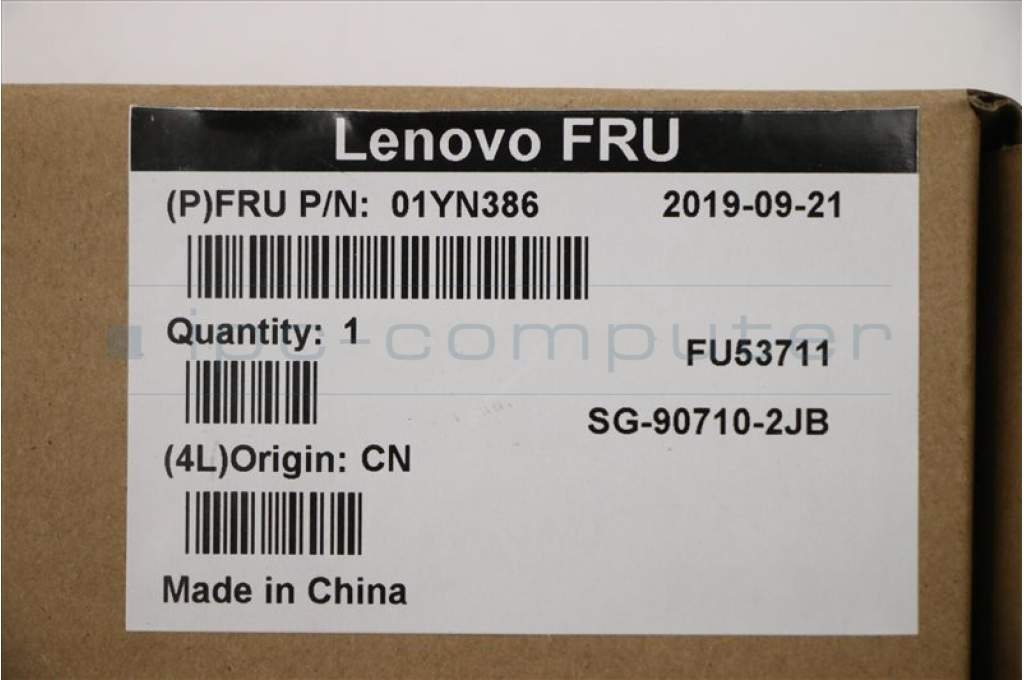 Lenovo FRU
(P)FRU P/N: 01YN386 2019-09-21
Quantity: 1
FU53711
ipc-computer
SG-90710-2JB
(4L)Origin: CN
Made in China